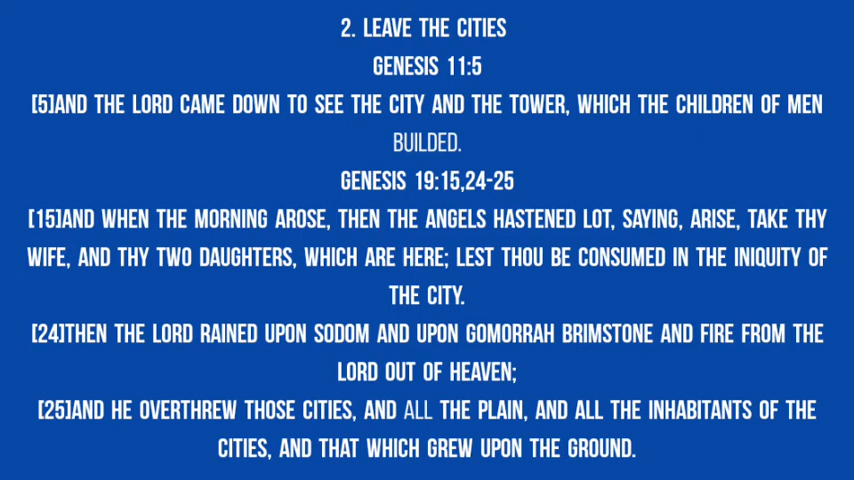 2. LEAVE THE CITIES
GENESIS 11:5
[5]AND THE LORD CAME DOWN TO SEE THE CITY AND THE TOWER, WHICH THE CHILDREN OF MEN
BUILDED.
GENESIS 19:15,24-25
[15]AND WHEN THE MORNING AROSE, THEN THE ANGELS HASTENED LOT, SAYING, ARISE, TAKE THY
WIFE, AND THY TWO DAUGHTERS, WHICH ARE HERE; LEST THOU BE CONSUMED IN THE INIQUITY OF
THE CITY.
[24]THEN THE LORD RAINED UPON SODOM AND UPON GOMORRAH BRIMSTONE AND FIRE FROM THE
LORD OUT OF HEAVEN;
[25]AND HE OVERTHREW THOSE CITIES, AND ALL THE PLAIN, AND ALL THE INHABITANTS OF THE
CITIES, AND THAT WHICH GREW UPON THE GROUND.